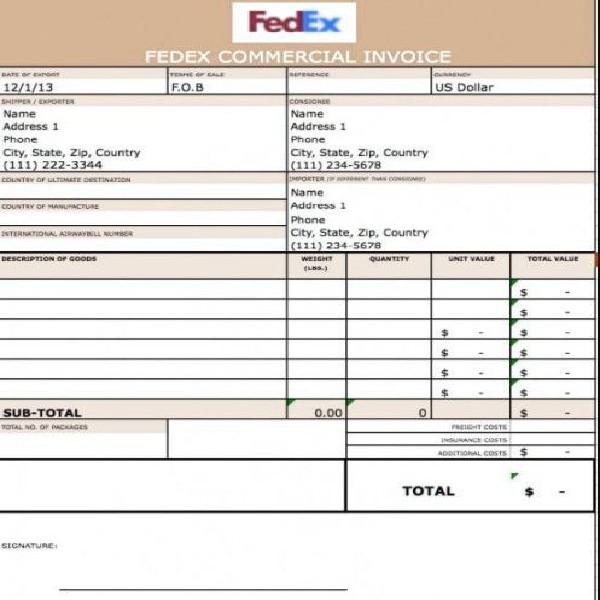 FedEx
FEDEX COMMERCIAL INVOICE
DATE OF EXPORT TERMS OF SALE REFERENCE CURRENCY
12/1/13 F.O.B US Dollar
SHIPPER / EXPORTER CONSIGNEE
Name Name
Address 1 Address 1
Phone Phone
City, State, Zip, Country City, State, Zip, Country
(111) 222-3344 (111) 234-5678
COUNTRY OF ULTIMATE DESTINATION IMPORTER (IF DIFFERENT THAN CONSIGNEE)
Name
COUNTRY OF MANUFACTURE Address 1
Phone
INTERNATIONAL AIRWAYBILL NUMBER City, State, Zip, Country
(111) 234-5678
DESCRIPTION OF GOODS WEIGHT (LBS.) QUANTITY UNIT VALUE TOTAL VALUE
$ -
$ -
$ - $ -
$ - $ -
$ - $ -
$ - $ -
SUB-TOTAL 0.00 0 $ -
TOTAL NO. OF PACKAGES FREIGHT COSTS
INSURANCE COSTS
ADDITIONAL COSTS $ -
TOTAL $ -
SIGNATURE: